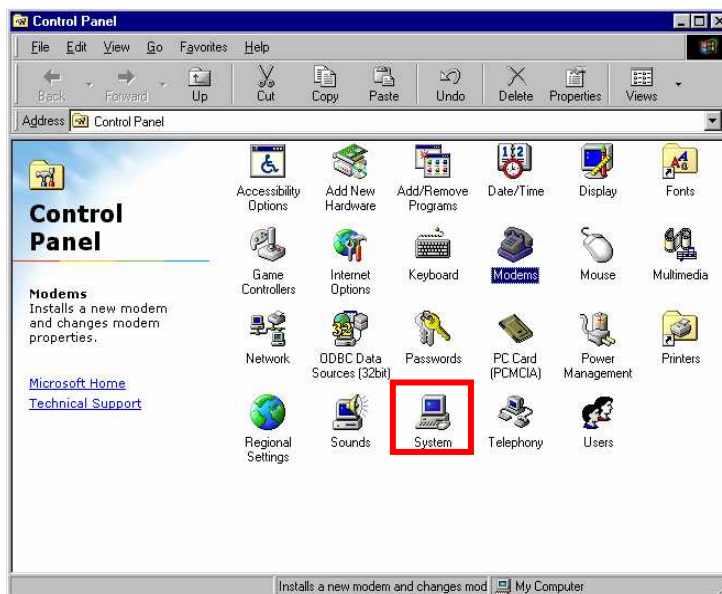 Control Panel
File Edit View Go Favorites Help
Back Forward Up Cut Copy Paste Undo Delete Properties Views
Address Control Panel
Control
Panel
Modems
Installs a new modem
and changes modem
properties.
Microsoft Home
Technical Support
Accessibility
Options
Add New
Hardware
Add/Remove
Programs
Date/Time
Display
Fonts
Game
Controllers
Internet
Options
Keyboard
Modems
Mouse
Multimedia
Network
ODBC Data
Sources (32bit)
Passwords
PC Card
(PCMCIA)
Power
Management
Printers
Regional
Settings
Sounds
System
Telephony
Users
Installs a new modem and changes mod
My Computer